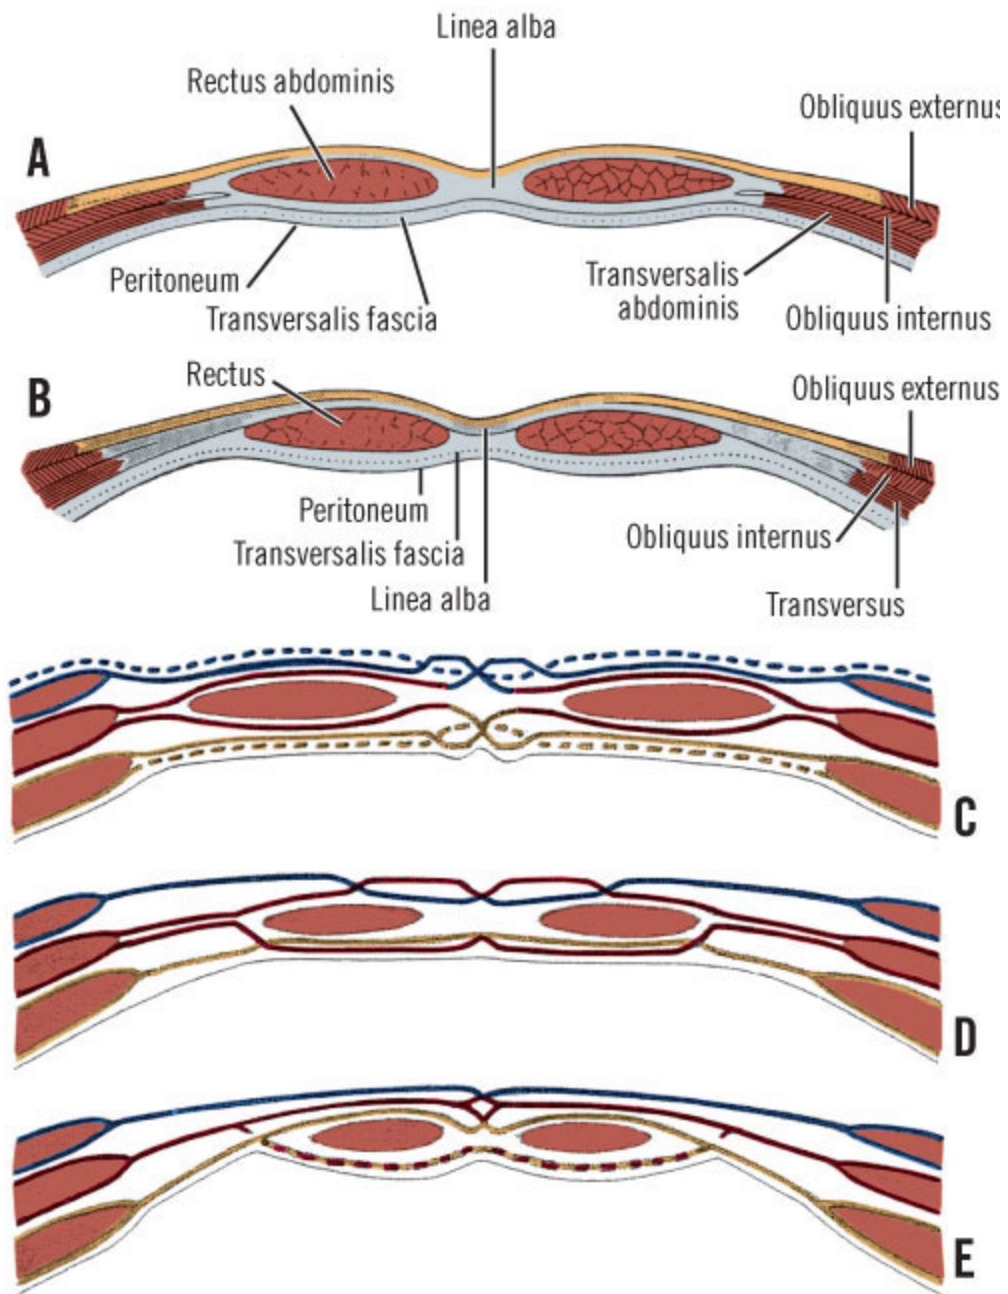 Linea alba
Rectus abdominis
Obliquus externus
A
Peritoneum
Transversalis fascia
Transversalis
abdominis
Obliquus internus
B
Rectus
Obliquus externus
Peritoneum
Transversalis fascia
Linea alba
Obliquus internus
Transversus
C
D
E